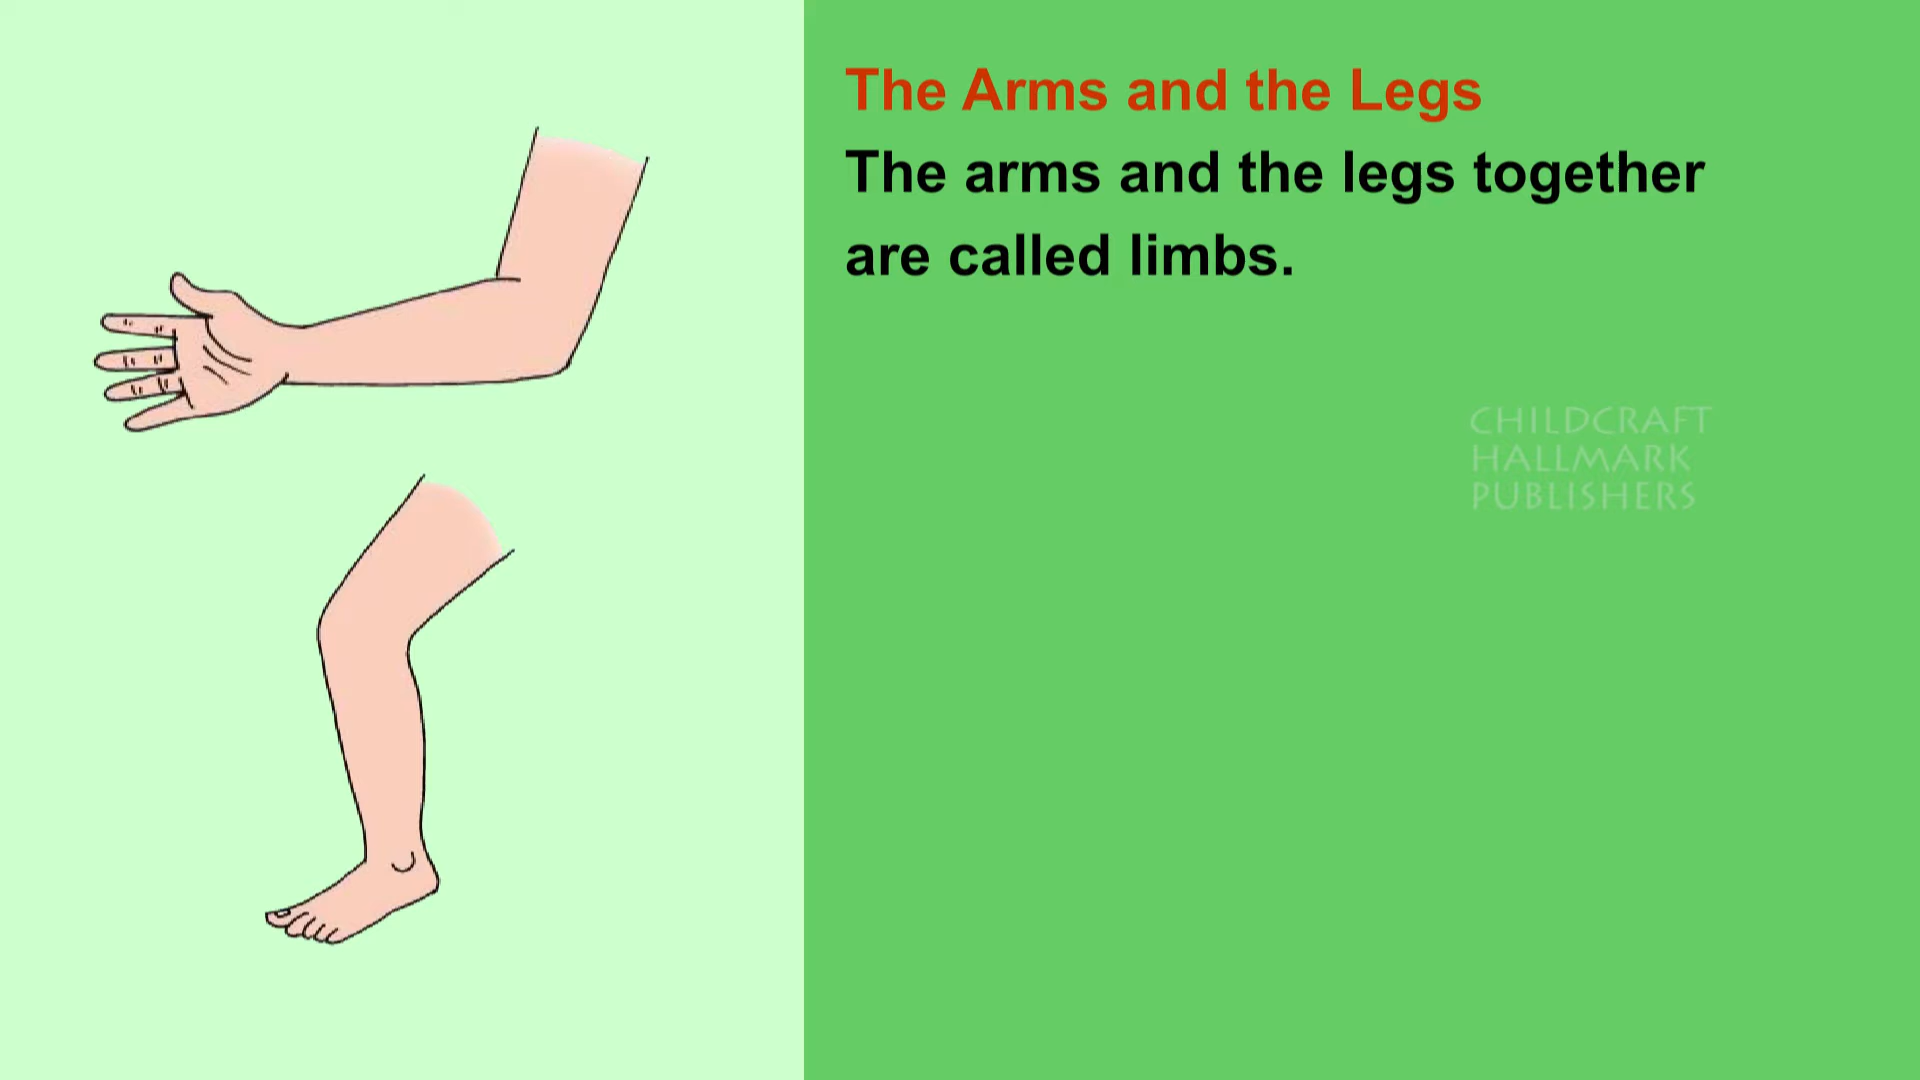 The Arms and the Legs
The arms and the legs together
are called limbs.
CHILDCRAFT
HALLMARK
PUBLISHERS